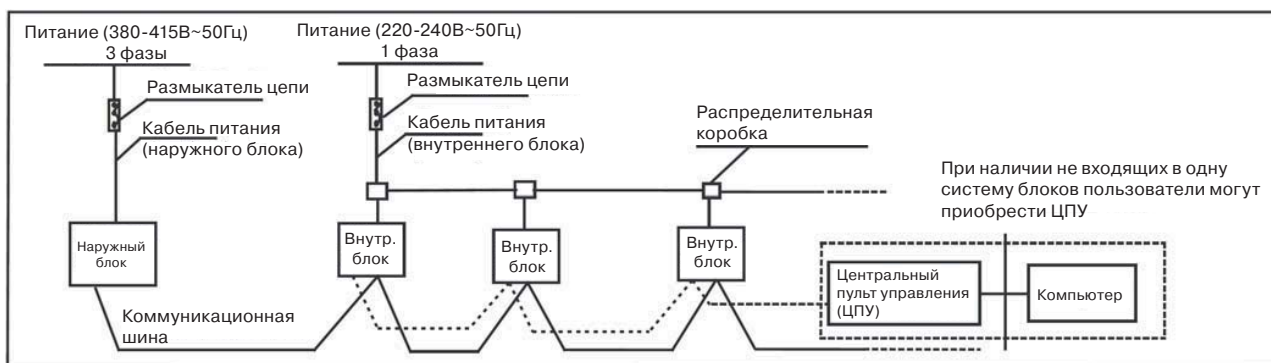 Питание (380-415В~50Гц)
3 фазы
Размыкатель цепи
Кабель питания
(наружного блока)
Питание (220-240В~50Гц)
1 фаза
Размыкатель цепи
Кабель питания
(внутреннего блока)
Распределительная
коробка
При наличии не входящих в одну
систему блоков пользователи могут
приобрести ЦПУ
Наружный
блок
Внутр.
блок
Внутр.
блок
Внутр.
блок
Центральный
пульт управления
(ЦПУ)
Компьютер
Коммуникационная
шина